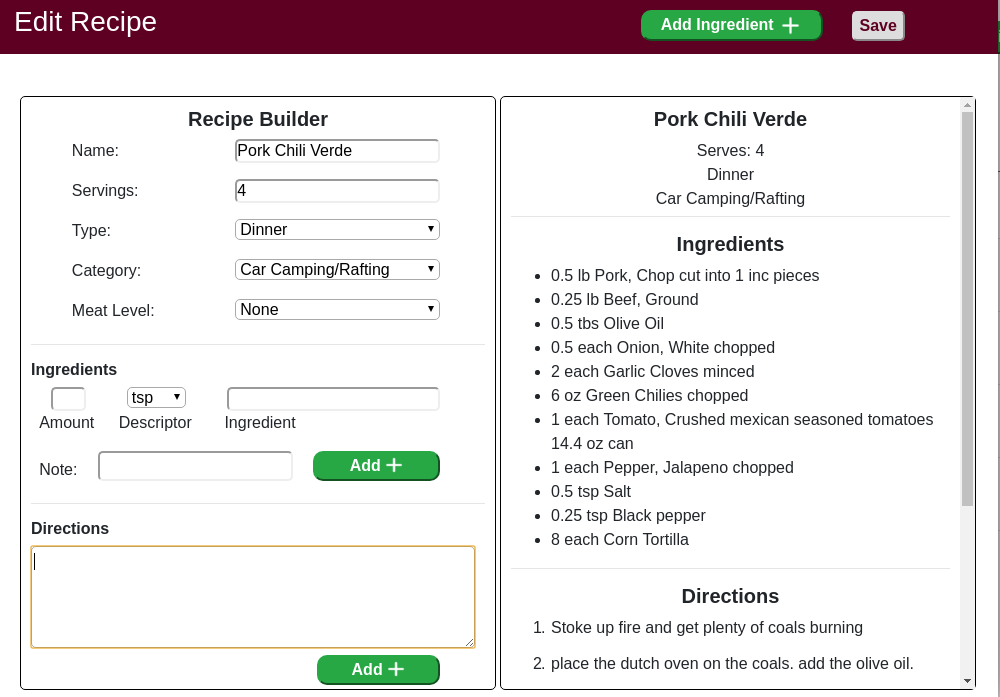 Edit Recipe
Add Ingredient +
Save
Recipe Builder
Name: Pork Chili Verde
Servings: 4
Type: Dinner
Category: Car Camping/Rafting
Meat Level: None
Ingredients
tsp
Amount Descriptor Ingredient
Note: Add +
Directions
Add +
Pork Chili Verde
Serves: 4
Dinner
Car Camping/Rafting
Ingredients
• 0.5 lb Pork, Chop cut into 1 inc pieces
• 0.25 lb Beef, Ground
• 0.5 tbs Olive Oil
• 0.5 each Onion, White chopped
• 2 each Garlic Cloves minced
• 6 oz Green Chilies chopped
• 1 each Tomato, Crushed mexican seasoned tomatoes
14.4 oz can
• 1 each Pepper, Jalapeno chopped
• 0.5 tsp Salt
• 0.25 tsp Black pepper
• 8 each Corn Tortilla
Directions
1. Stoke up fire and get plenty of coals burning
2. place the dutch oven on the coals. add the olive oil.